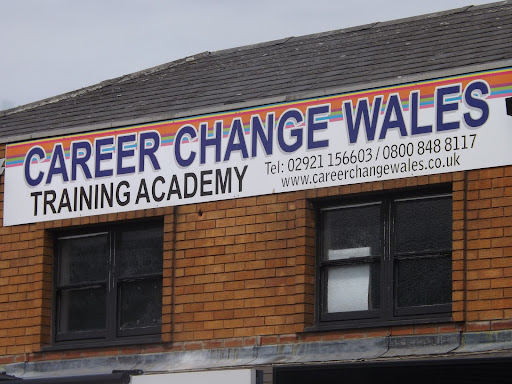 CAREER CHANGE WALES
TRAINING ACADEMY
Tel: 02921 156603 / 0800 848 8117
www.careerchangewales.co.uk